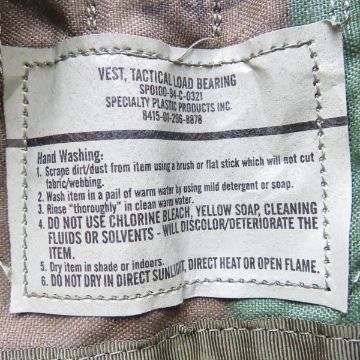 VEST, TACTICAL LOAD BEARING
SPO100-94-C-0321
SPECIALTY PLASTIC PRODUCTS INC.
8415-01-296-8878
Hand Washing:
1. Scrape dirt/dust from item using a brush or flat stick which will not cut
fabric/webbing.
2. Wash item in a pail of warm water by using mild detergent or soap.
3. Rinse "thoroughly" in clean warm water.
4. DO NOT USE CHLORINE BLEACH, YELLOW SOAP, CLEANING
FLUIDS OR SOLVENTS - WILL DISCOLOR/DETERIORATE THE
ITEM.
5. Dry item in shade or indoors.
6. DO NOT DRY IN DIRECT SUNLIGHT, DIRECT HEAT OR OPEN FLAME.